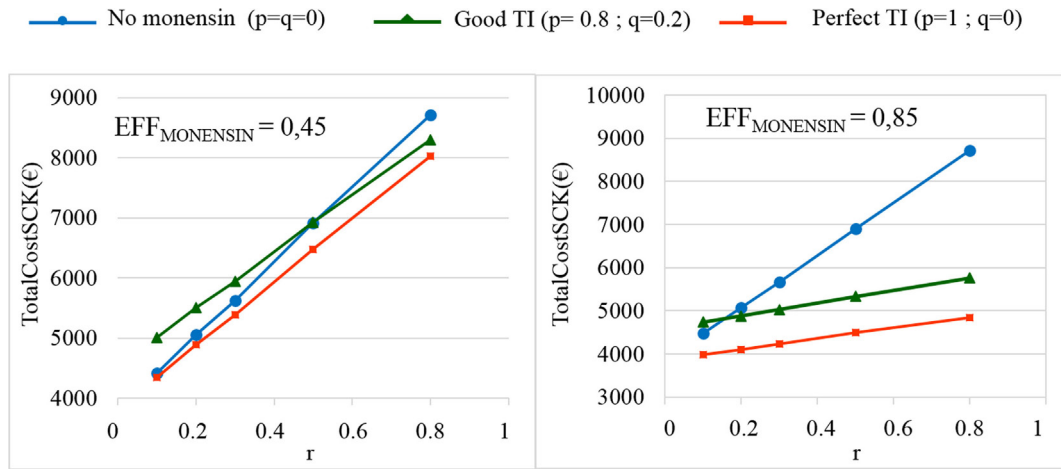 No monensin (p=q=0) Good TI (p= 0.8 ; q=0.2) Perfect TI (p=1 ; q=0)
EFF_MONENSIN = 0,45
TotalCostSCK(€)
9000
8000
7000
6000
5000
4000
0 0.2 0.4 0.6 0.8 1
r
EFF_MONENSIN = 0,85
TotalCostSCK(€)
10000
9000
8000
7000
6000
5000
4000
3000
0 0.2 0.4 0.6 0.8 1
r